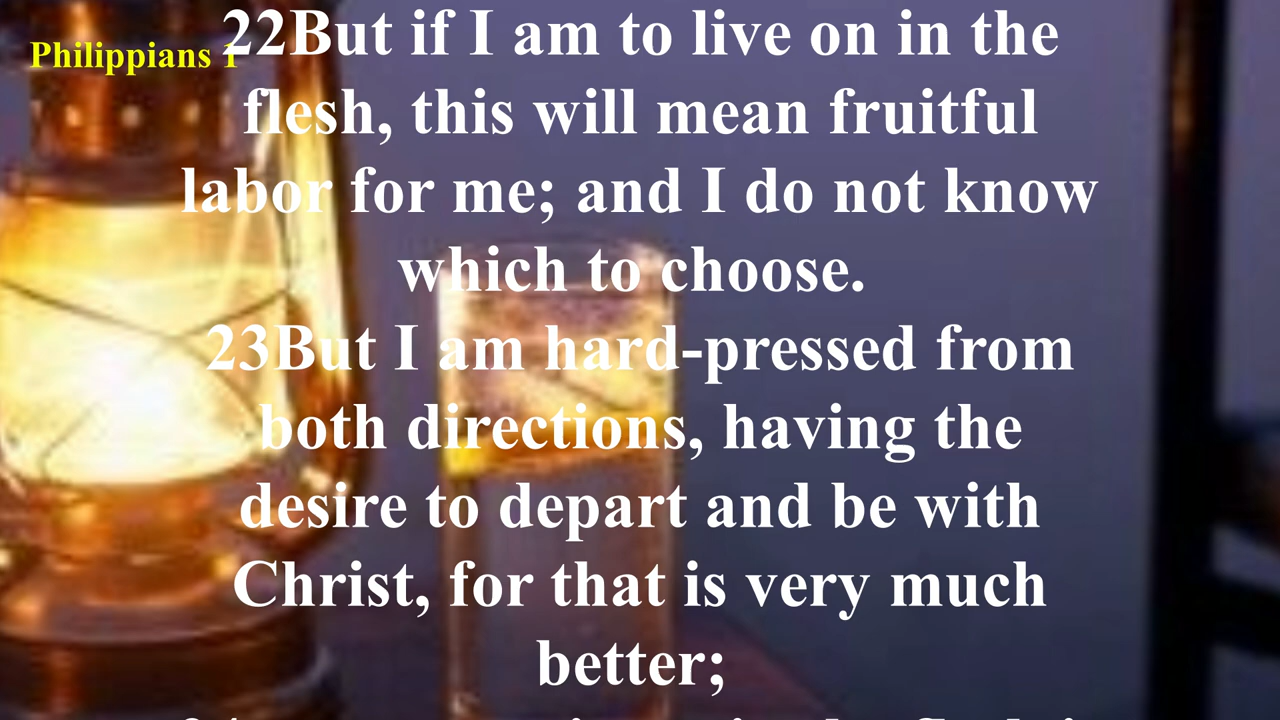 Philippians 1
22But if I am to live on in the
flesh, this will mean fruitful
labor for me; and I do not know
which to choose.
23But I am hard-pressed from
both directions, having the
desire to depart and be with
Christ, for that is very much
better;